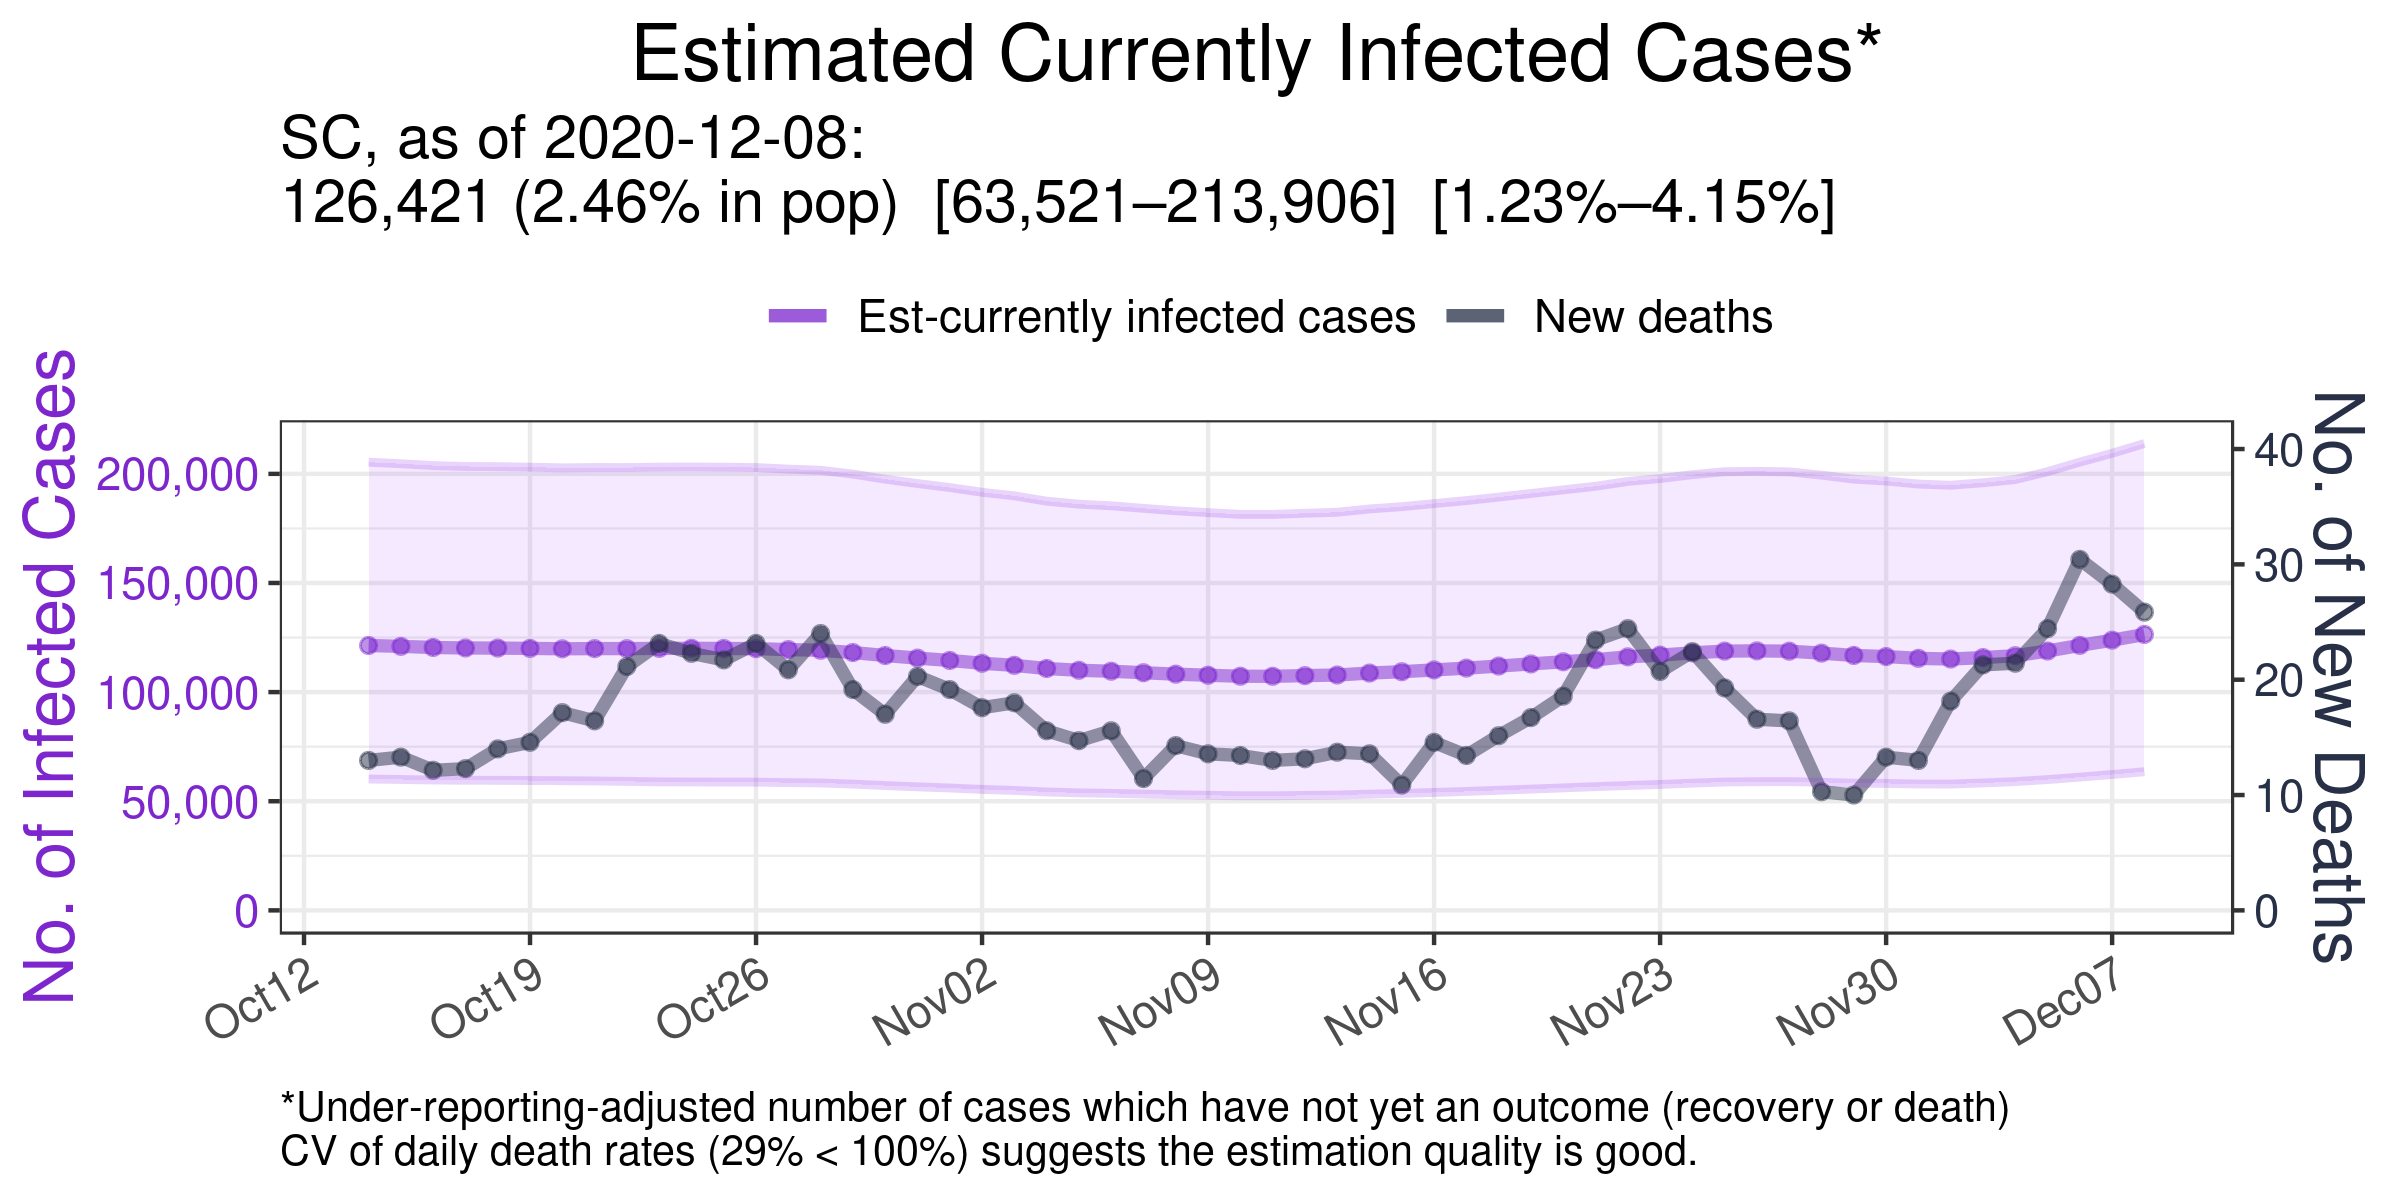 Estimated Currently Infected Cases*
SC, as of 2020-12-08:
126,421 (2.46% in pop)  [63,521–213,906]  [1.23%–4.15%]
Est-currently infected cases
New deaths
No. of Infected Cases
200,000
150,000
100,000
50,000
0
No. of New Deaths
40
30
20
10
0
Oct12
Oct19
Oct26
Nov02
Nov09
Nov16
Nov23
Nov30
Dec07
*Under-reporting-adjusted number of cases which have not yet an outcome (recovery or death)
CV of daily death rates (29% < 100%) suggests the estimation quality is good.